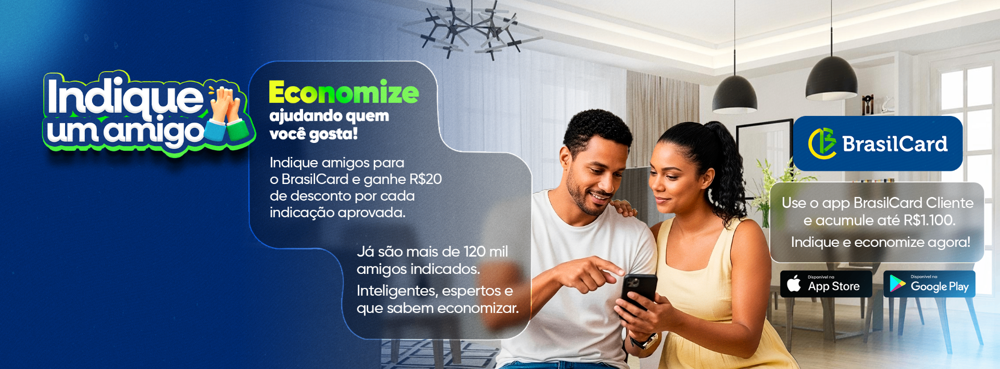 Indique
um amigo
Economize
ajudando quem
você gosta!
Indique amigos para
o BrasilCard e ganhe R$20
de desconto por cada
indicação aprovada.
Já são mais de 120 mil
amigos indicados.
Inteligentes, espertos e
que sabem economizar.
BrasilCard
Use o app BrasilCard Cliente
e acumule até R$1.100.
Indique e economize agora!
Disponível na
App Store
Disponível na
Google Play